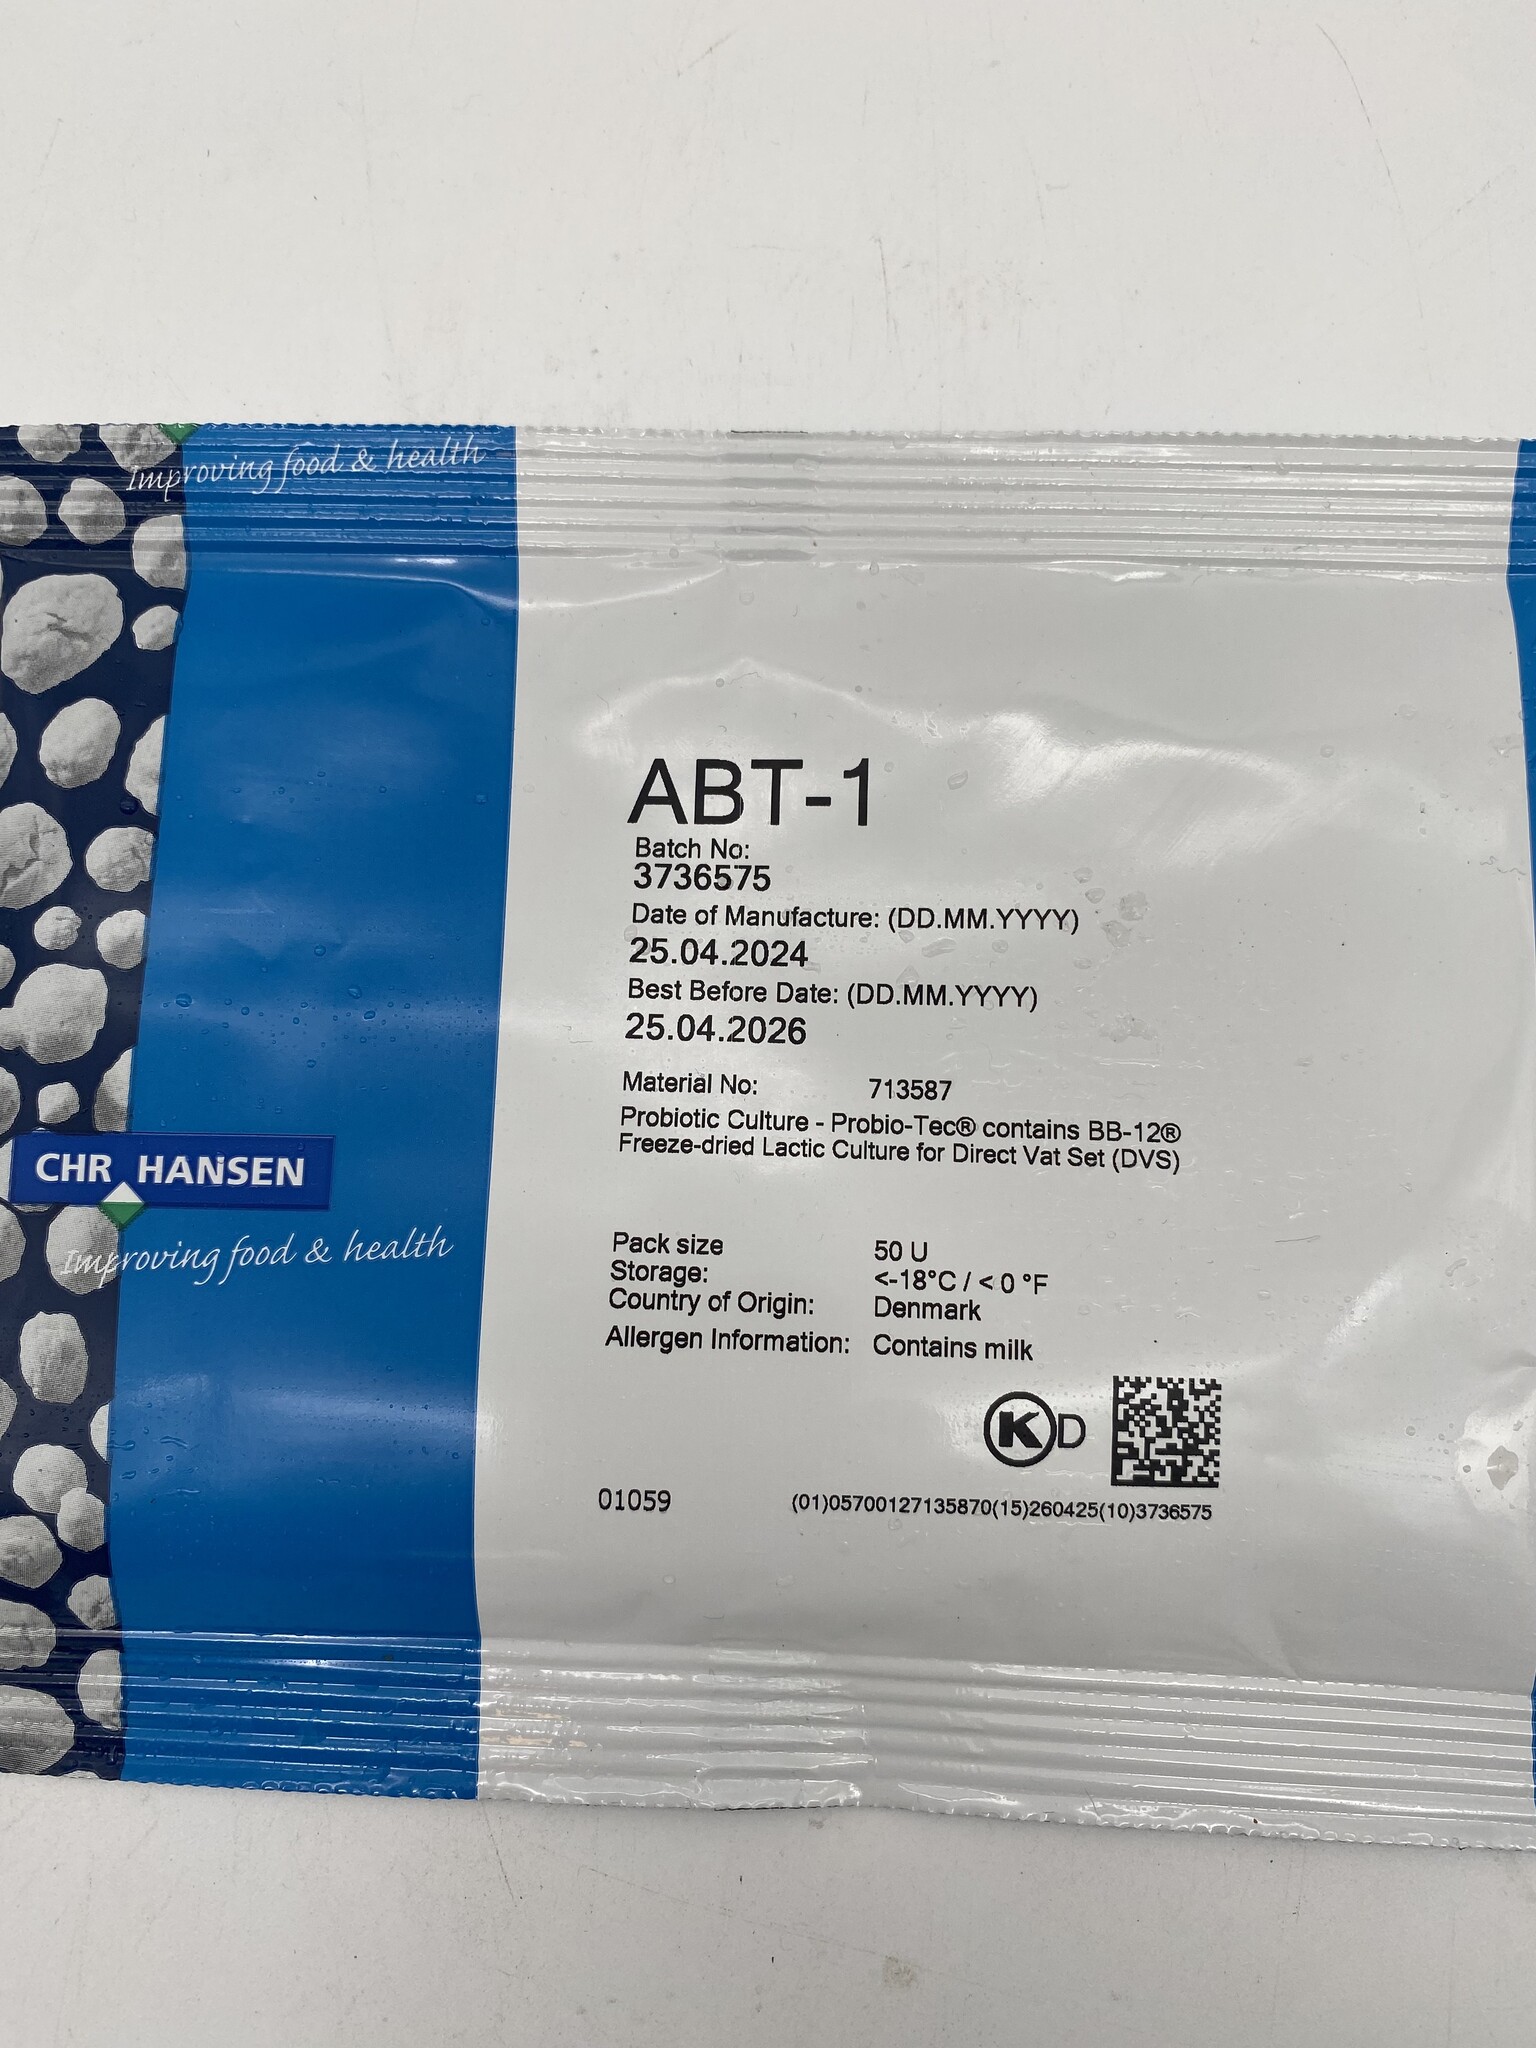 Improving food & health
ABT-1
Batch No:
3736575
Date of Manufacture: (DD.MM.YYYY)
25.04.2024
Best Before Date: (DD.MM.YYYY)
25.04.2026
Material No: 713587
Probiotic Culture - Probio-Tec® contains BB-12®
Freeze-dried Lactic Culture for Direct Vat Set (DVS)
CHR HANSEN
Improving food & health
Pack size 50 U
Storage: <-18°C / < 0 °F
Country of Origin: Denmark
Allergen Information: Contains milk
K D
01059 (01)05700127135870(15)260425(10)3736575